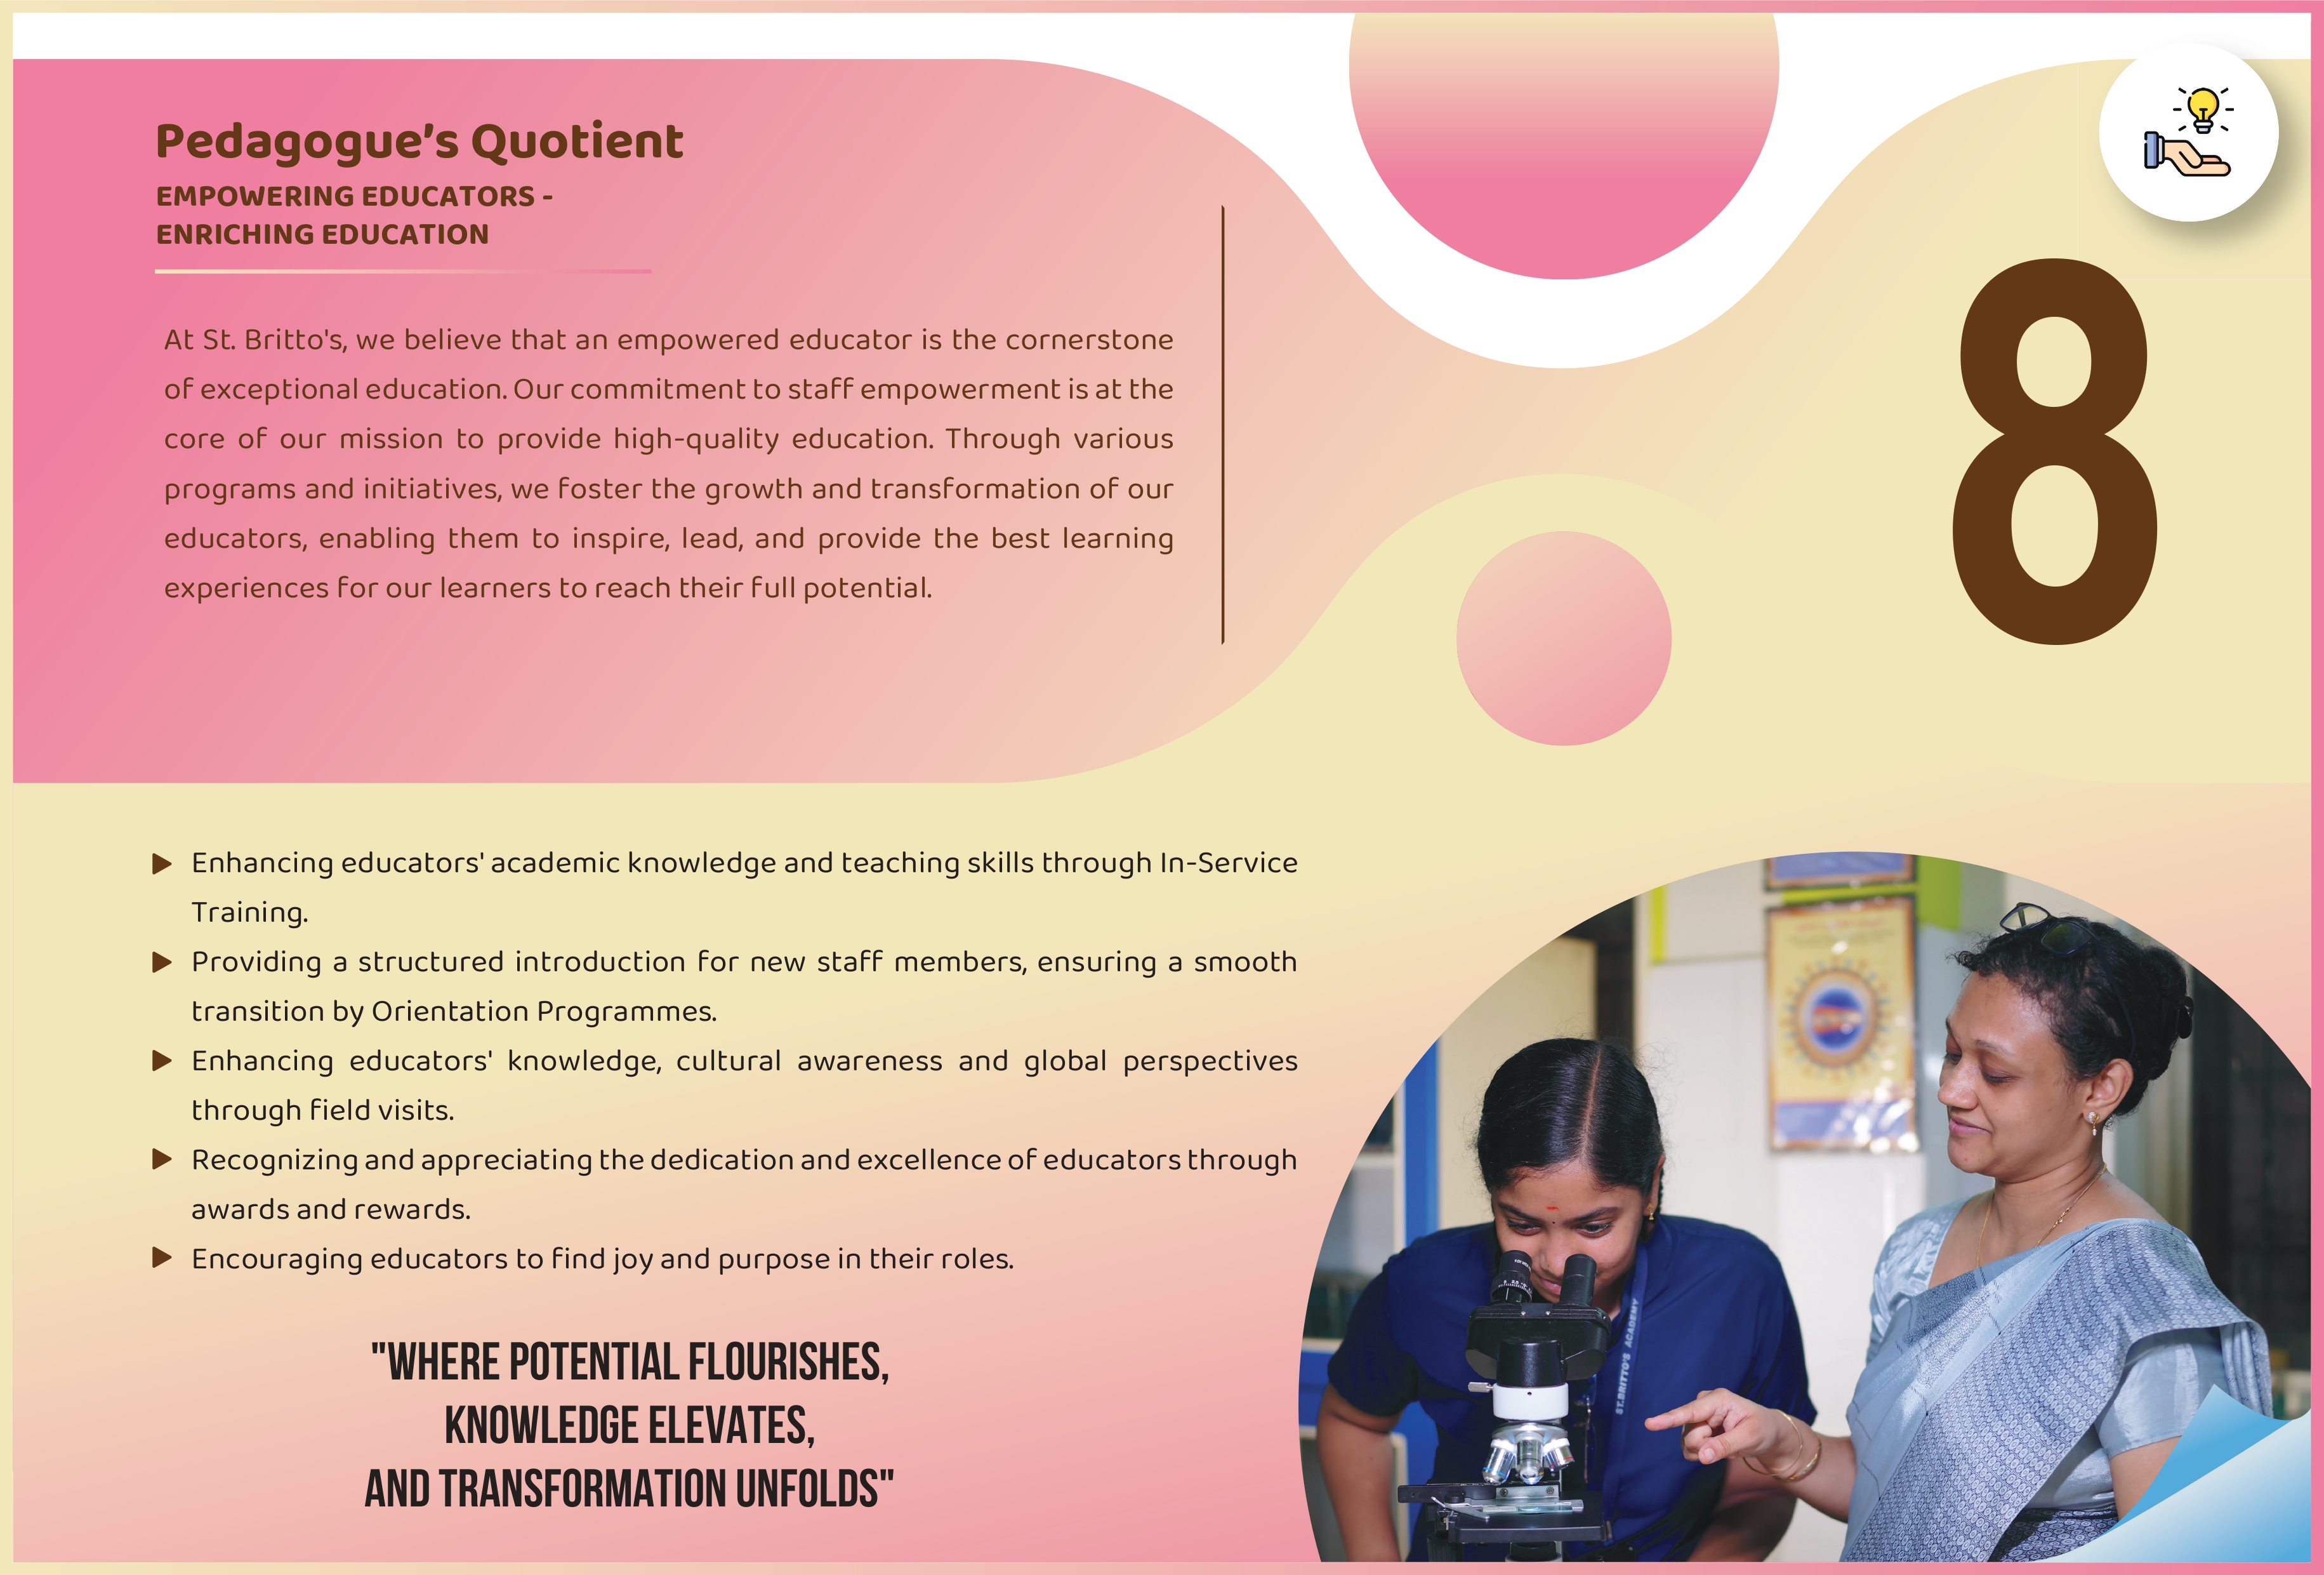 Pedagogue's Quotient
EMPOWERING EDUCATORS -
ENRICHING EDUCATION
At St. Britto's, we believe that an empowered educator is the cornerstone
of exceptional education. Our commitment to staff empowerment is at the
core of our mission to provide high-quality education. Through various
programs and initiatives, we foster the growth and transformation of our
educators, enabling them to inspire, lead, and provide the best learning
experiences for our learners to reach their full potential.
8
Enhancing educators' academic knowledge and teaching skills through In-Service
Training.
Providing a structured introduction for new staff members, ensuring a smooth
transition by Orientation Programmes.
Enhancing educators' knowledge, cultural awareness and global perspectives
through field visits.
Recognizing and appreciating the dedication and excellence of educators through
awards and rewards.
Encouraging educators to find joy and purpose in their roles.
"WHERE POTENTIAL FLOURISHES,
KNOWLEDGE ELEVATES,
AND TRANSFORMATION UNFOLDS"
ST.BRITTO'S ACADEMY